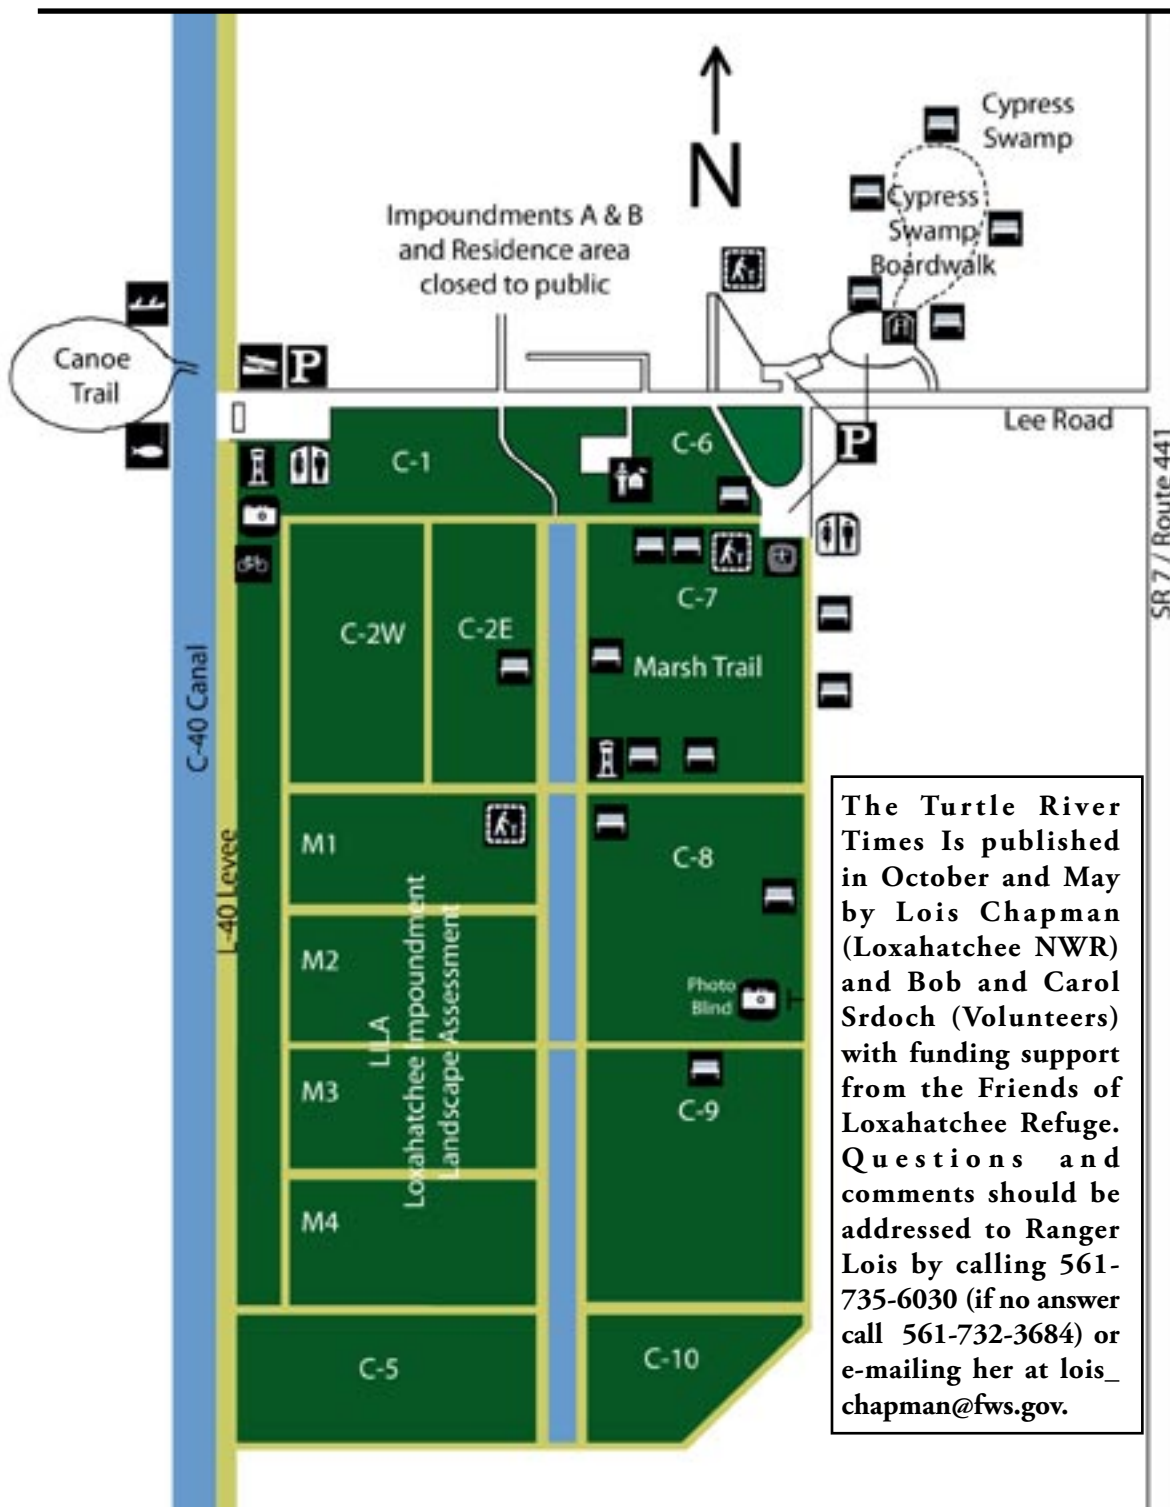 N
Cypress
Swamp
Cypress
Swamp
Boardwalk
Impoundments A & B
and Residence area
closed to public
Canoe
Trail
P
Lee Road
P
SR 7 / Route 441
C-1
C-6
C-7
C-2W
C-2E
Marsh Trail
C-40 Canal
L-40 Levee
M1
C-8
M2
Photo
Blind
LILA
Loxahatchee Impoundment
Landscape Assessment
M3
C-9
M4
C-5
C-10
The Turtle River
Times Is published
in October and May
by Lois Chapman
(Loxahatchee NWR)
and Bob and Carol
Srdoch (Volunteers)
with funding support
from the Friends of
Loxahatchee Refuge.
Questions and
comments should be
addressed to Ranger
Lois by calling 561-
735-6030 (if no answer
call 561-732-3684) or
e-mailing her at lois_
chapman@fws.gov.